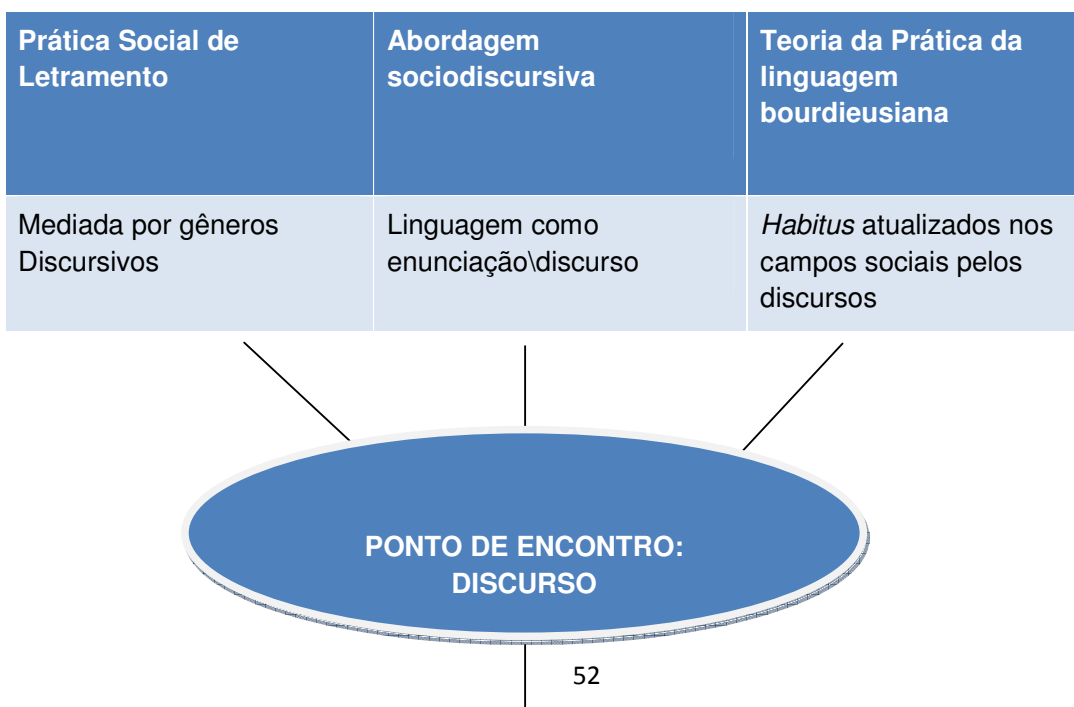 Prática Social de
Letramento
Abordagem
sociodiscursiva
Teoria da Prática da
linguagem
bourdieusiana
Mediada por gêneros
Discursivos
Linguagem como
enunciação\discurso
Habitus atualizados nos
campos sociais pelos
discursos
PONTO DE ENCONTRO:
DISCURSO
52